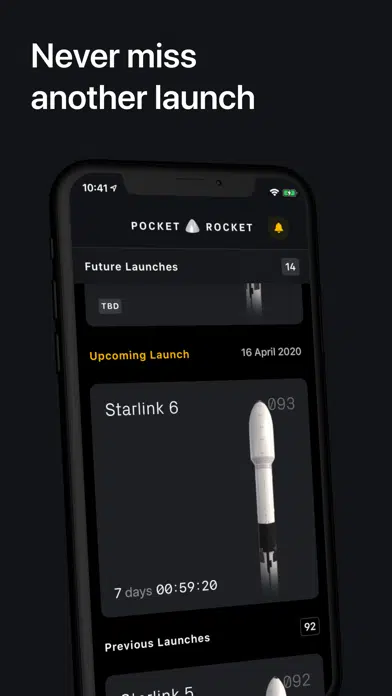 Never miss
another launch
10:41
POCKET ROCKET
Future Launches 14
TBD
Upcoming Launch 16 April 2020
Starlink 6 093
7 days 00:59:20
Previous Launches 92
Starlink 5 092